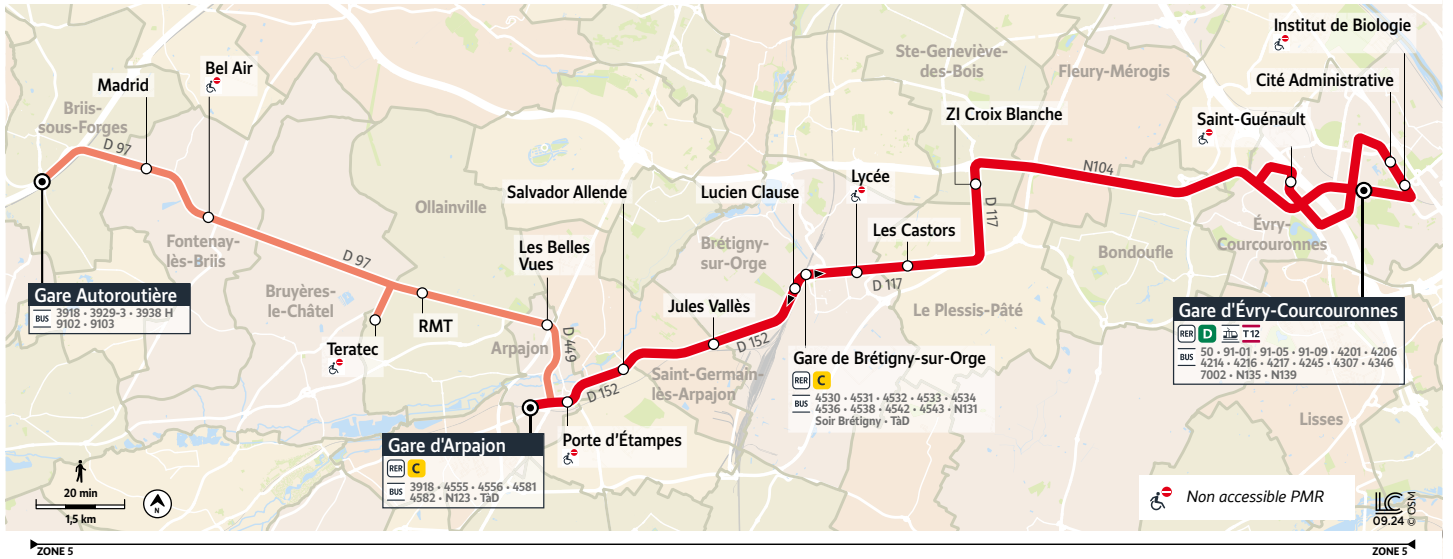 Institut de Biologie
Cité Administrative
Saint-Guénault
Ste-Geneviève-
des-Bois
Fleury-Mérogis
ZI Croix Blanche
Bel Air
Madrid
Briis-
sous-Forges
D 97
N104
Salvador Allende
Lucien Clause
Lycée
Les Castors
D 117
Ollainville
Les Belles
Vues
Brétigny-
sur-Orge
Bondoufle
Évry-
Courcouronnes
Fontenay-
lès-Briis
D 97
Bruyères-
le-Châtel
Gare Autoroutière
BUS
3918 • 3929-3 • 3938 H
9102 • 9103
RMT
Teratec
Arpajon
D 449
Jules Vallès
D 152
D 117
Le Plessis-Pâté
Gare d'Évry-Courcouronnes
RER D T12
BUS
50 • 91-01 • 91-05 • 91-09 • 4201 • 4206
4214 • 4216 • 4217 • 4245 • 4307 • 4346
7002 • N135 • N139
Gare de Brétigny-sur-Orge
RER C
BUS
4530 • 4531 • 4532 • 4533 • 4534
4536 • 4538 • 4542 • 4543 • N131
Soir Brétigny • TàD
Saint-Germain-
lès-Arpajon
D 152
Porte d'Étampes
Gare d'Arpajon
RER C
BUS
3918 • 4555 • 4556 • 4581
4582 • N123 • TàD
Lisses
20 min
1,5 km
N
Non accessible PMR
LC
09.24
© OSM
ZONE 5
ZONE 5